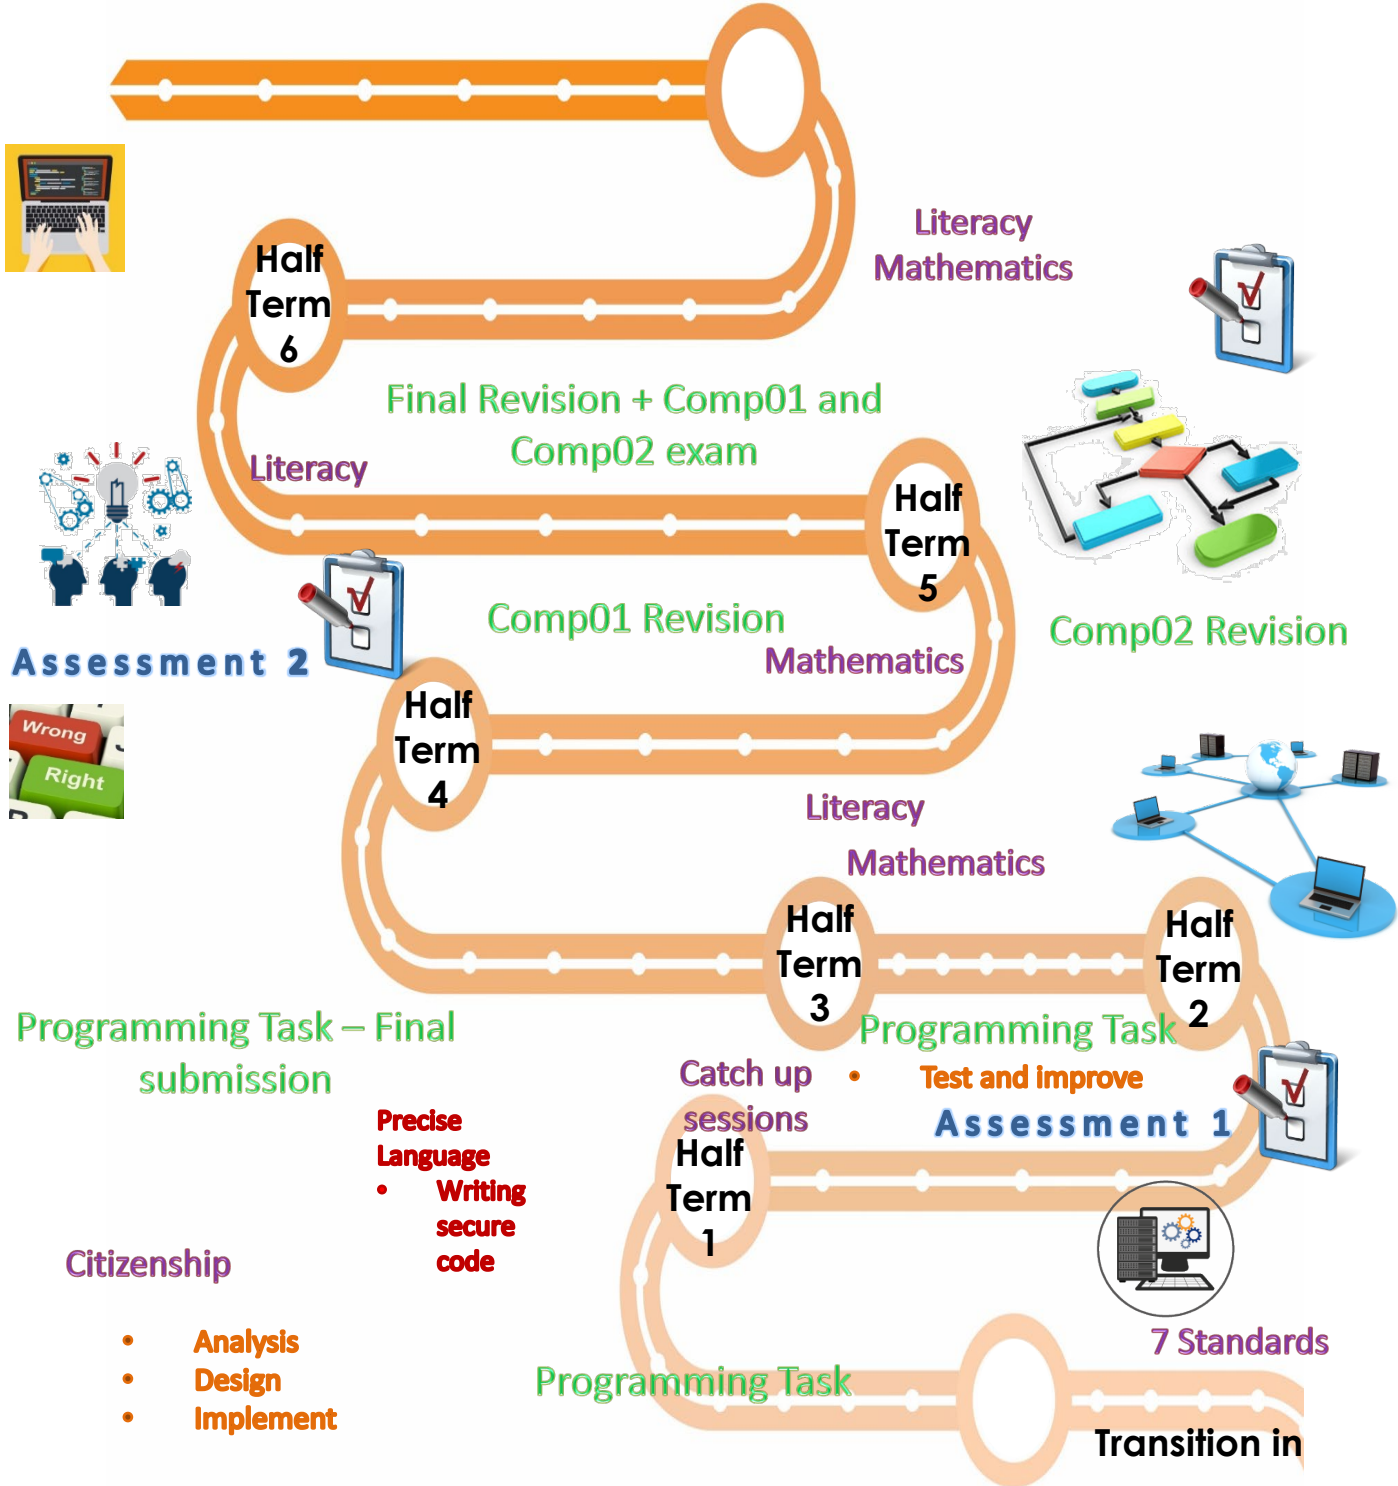 Literacy
Mathematics
Half
Term
6
Final Revision + Comp01 and
Comp02 exam
Literacy
Half
Term
5
Comp01 Revision
Comp02 Revision
Mathematics
Assessment 2
Half
Term
4
Wrong
Right
Literacy
Mathematics
Half
Term
3
Half
Term
2
Programming Task – Final
submission
Programming Task
• Test and improve
Catch up
sessions
Assessment 1
Precise
Language
• Writing
secure
code
Half
Term
1
Citizenship
• Analysis
• Design
• Implement
7 Standards
Programming Task
Transition in